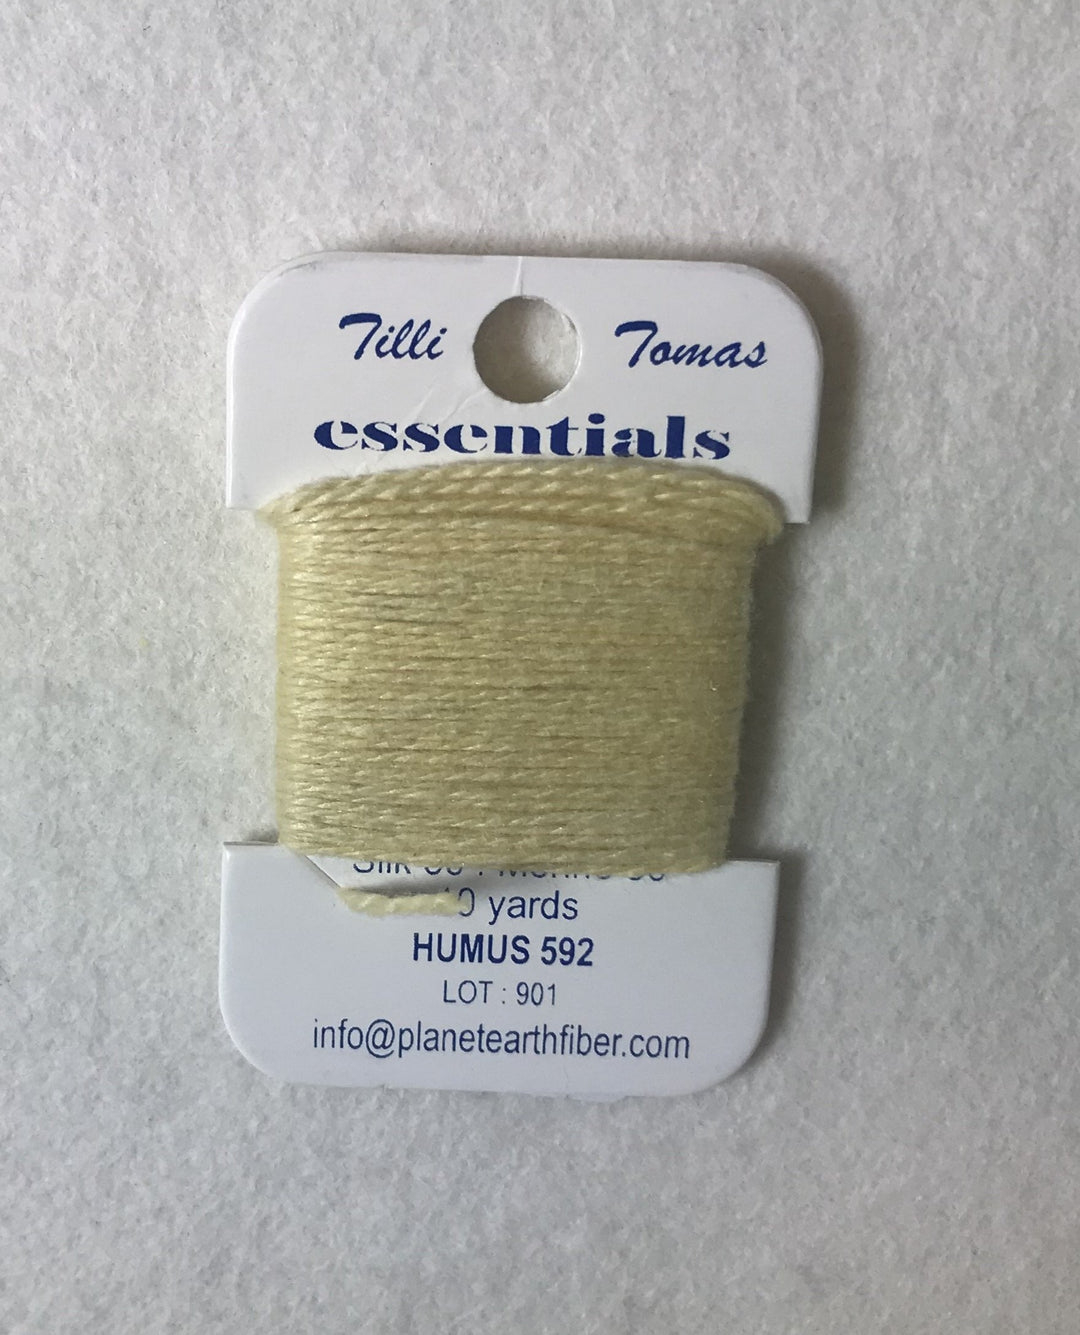 Tilli Tomas
essentials
yards
HUMUS 592
LOT : 901
info@planetearthfiber.com